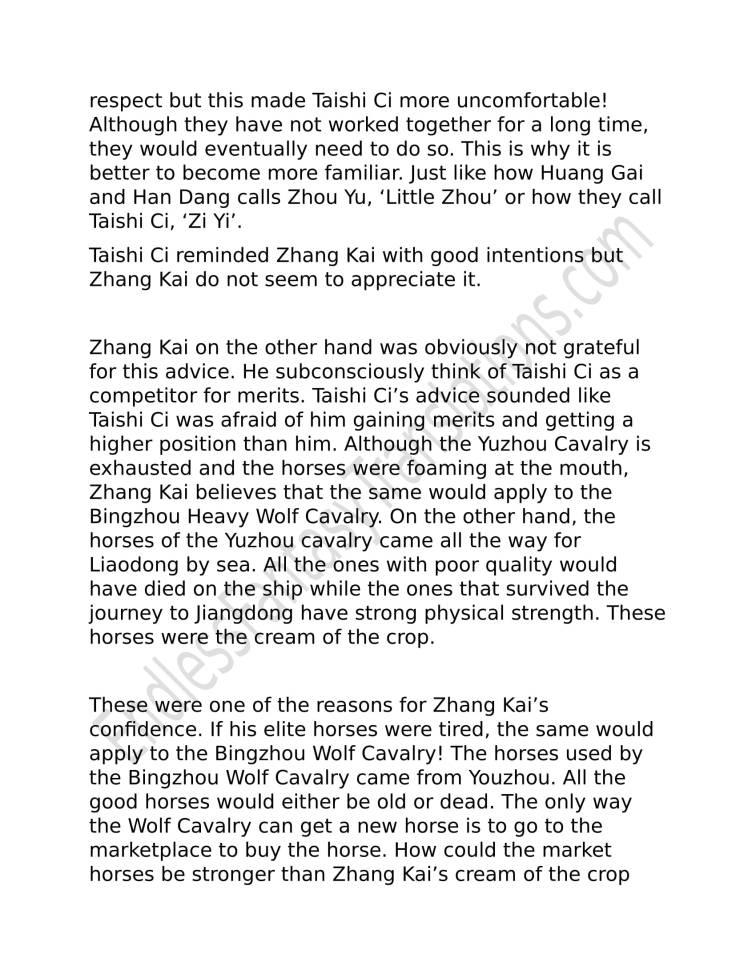 respect but this made Taishi Ci more uncomfortable!
Although they have not worked together for a long time,
they would eventually need to do so. This is why it is
better to become more familiar. Just like how Huang Gai
and Han Dang calls Zhou Yu, ‘Little Zhou’ or how they call
Taishi Ci, ‘Zi Yi’.
Taishi Ci reminded Zhang Kai with good intentions but
Zhang Kai do not seem to appreciate it.
Zhang Kai on the other hand was obviously not grateful
for this advice. He subconsciously think of Taishi Ci as a
competitor for merits. Taishi Ci’s advice sounded like
Taishi Ci was afraid of him gaining merits and getting a
higher position than him. Although the Yuzhou Cavalry is
exhausted and the horses were foaming at the mouth,
Zhang Kai believes that the same would apply to the
Bingzhou Heavy Wolf Cavalry. On the other hand, the
horses of the Yuzhou cavalry came all the way for
Liaodong by sea. All the ones with poor quality would
have died on the ship while the ones that survived the
journey to Jiangdong have strong physical strength. These
horses were the cream of the crop.
These were one of the reasons for Zhang Kai’s
confidence. If his elite horses were tired, the same would
apply to the Bingzhou Wolf Cavalry! The horses used by
the Bingzhou Wolf Cavalry came from Youzhou. All the
good horses would either be old or dead. The only way
the Wolf Cavalry can get a new horse is to go to the
marketplace to buy the horse. How could the market
horses be stronger than Zhang Kai’s cream of the crop
EndlessFantasyTranslations.com